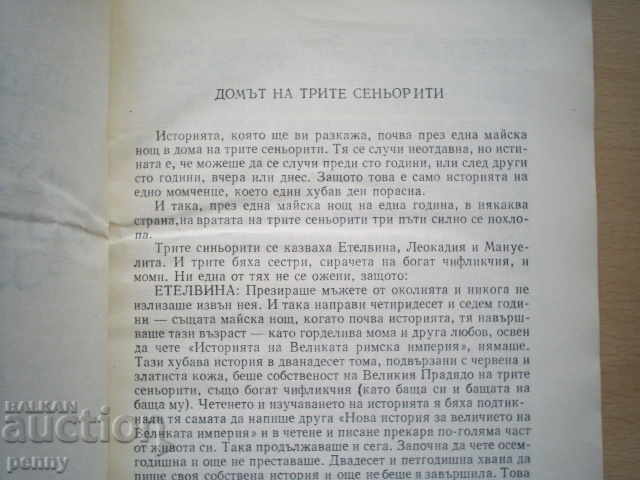 ДОМЪТ НА ТРИТЕ СЕНЬОРИТИ
Историята, която ще ви разкажа, почва през една майска
нощ в дома на трите сеньорити. Тя се случи неотдавна, но исти-
ната е, че можеше да се случи преди сто години, или след други
сто години, вчера или днес. Защото това е само историята на
едно момченце, което един хубав ден порасна.
И така, през една майска нощ на една година, в някаква
страна,на вратата на трите сеньорити три пъти силно се похло-
па.
Трите синьорити се казваха Етелвина, Леокадия и Мануе-
лита. И трите бяха сестри, сирачета на богат чифликчия, и
моми. Ни една от тях не се ожени, защото:
ЕТЕЛВИНА: Презираше мъжете от околията и никога не
излизаше извън нея. И така направи четиридесет и седем годи-
ни — същата майска нощ, когато почва историята, тя навърш-
ваше тази възраст — като горделива мома и друга любов, освен
да чете «Историята на Великата римска империя», нямаше.
Тази хубава история в дванадесет тома, подвързани с червена и
златиста кожа, беше собственост на Великия Прадядо на трите
сеньорити, също богат чифликчия (като баща си и бащата на
баща му). Четенето и изучаването на историята я бяха подтик-
нали тя самата да напише друга «Нова история за величието на
Великата империя» и в четене и писане прекара по-голяма част
от живота си. Така продължаваше и сега. Започна да чете осем-
годишна и още не преставаше. Двадесет и петгодишна хвана да
пише своя собствена история и още не беше я завършила. Това
БАЛКАН
auction
penny